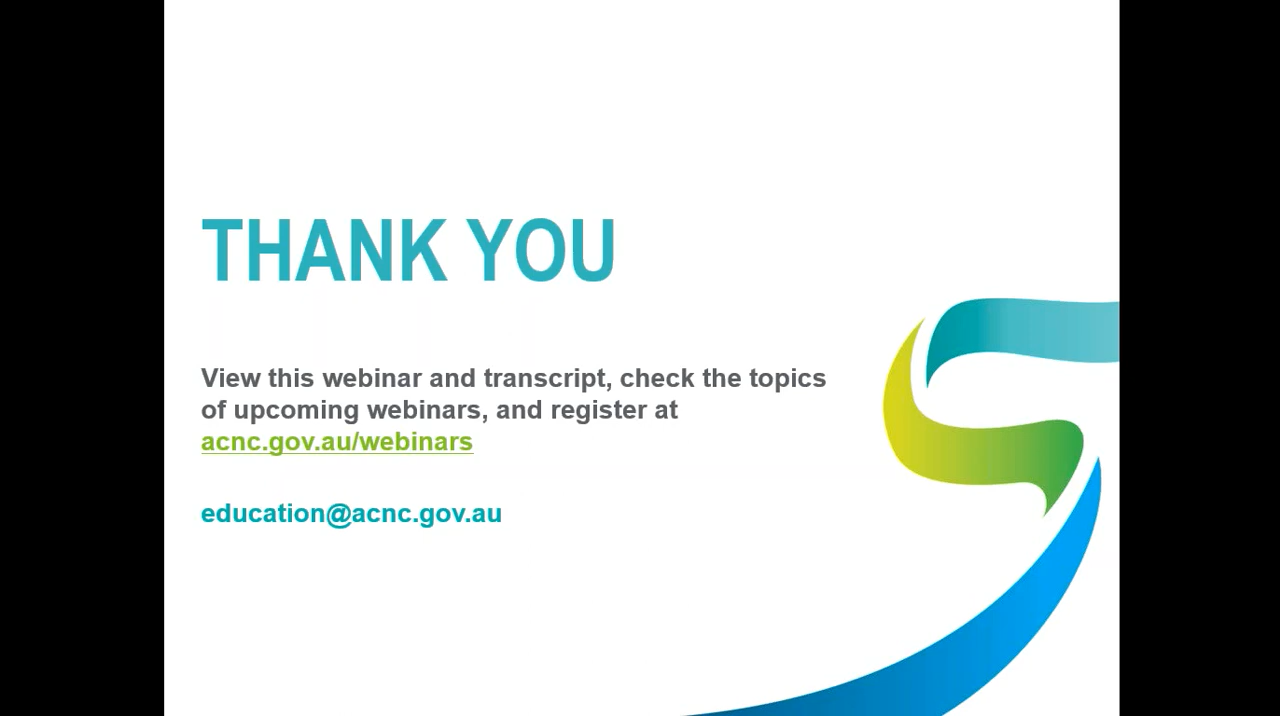 THANK YOU
View this webinar and transcript, check the topics
of upcoming webinars, and register at
acnc.gov.au/webinars
education@acnc.gov.au